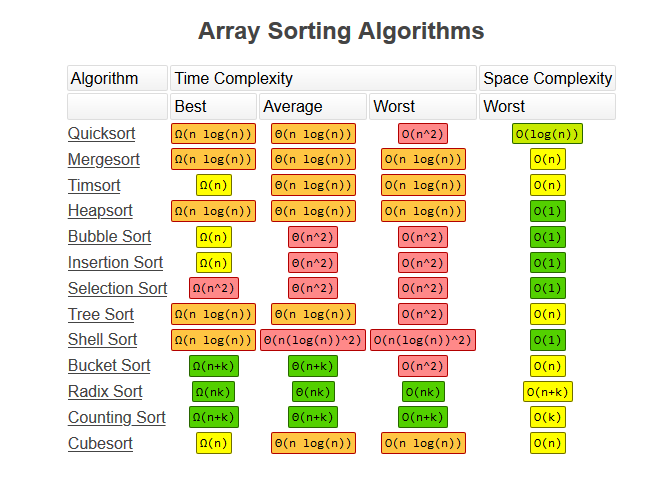 Array Sorting Algorithms
Algorithm Time Complexity Space Complexity
Best Average Worst Worst
Quicksort Ω(n log(n)) Θ(n log(n)) O(n^2) O(log(n))
Mergesort Ω(n log(n)) Θ(n log(n)) O(n log(n)) O(n)
Timsort Ω(n) Θ(n log(n)) O(n log(n)) O(n)
Heapsort Ω(n log(n)) Θ(n log(n)) O(n log(n)) O(1)
Bubble Sort Ω(n) Θ(n^2) O(n^2) O(1)
Insertion Sort Ω(n) Θ(n^2) O(n^2) O(1)
Selection Sort Ω(n^2) Θ(n^2) O(n^2) O(1)
Tree Sort Ω(n log(n)) Θ(n log(n)) O(n^2) O(n)
Shell Sort Ω(n log(n)) Θ(n(log(n))^2) O(n(log(n))^2) O(1)
Bucket Sort Ω(n+k) Θ(n+k) O(n^2) O(n)
Radix Sort Ω(nk) Θ(nk) O(nk) O(n+k)
Counting Sort Ω(n+k) Θ(n+k) O(n+k) O(k)
Cubesort Ω(n) Θ(n log(n)) O(n log(n)) O(n)